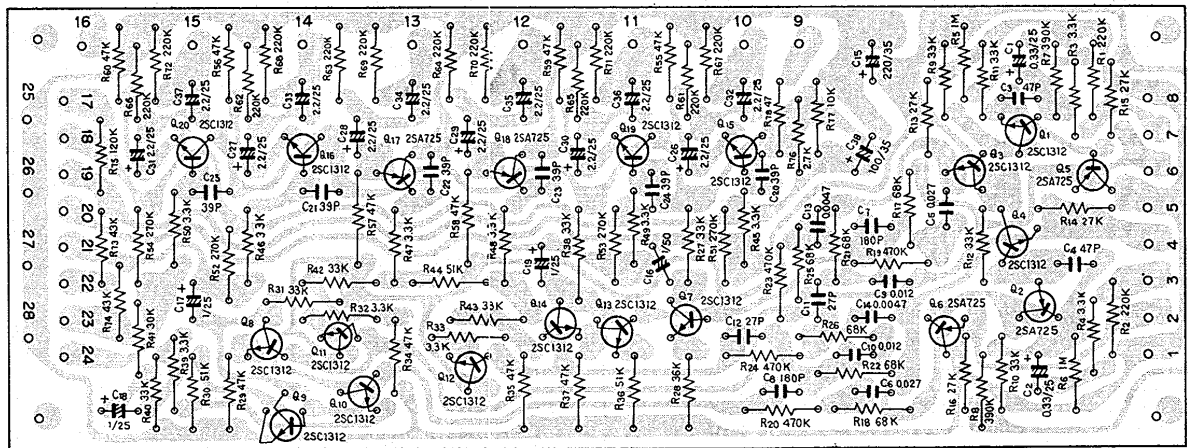 16
15
14
13
12
11
10
9
R60 47K
R66 220K
R12 220K
C37 2.2/25
R56 47K
R62 220K
R68 220K
C33 2.2/25
R63 220K
R69 220K
C34 2.2/25
R64 220K
R70 220K
C35 2.2/25
R59 47K
R65 220K
R71 220K
C36 2.2/25
R55 47K
R61 220K
R67 220K
C32 2.2/25
R18 47
R16 2.7K
R17 10K
C15 220/35
R9 33K
R5 1M
R11 33K
C1 0.33/25
R7 390K
R3 3.3K
R1 220K
C3 47P
R15 27K
R13 27K
25
17
8
18
R75 120K
C31 2.2/25
Q20 2SC1312
C27 2.2/25
Q16 2SC1312
C28 2.2/25
Q17 2SA725
C29 2.2/25
Q18 2SA725
C30 2.2/25
Q19 2SC1312
C26 2.2/25
Q15 2SC1312
C38 100/35
Q1 2SC1312
7
19
26
C25 39P
C21 39P
C22 39P
C23 39P
C24 39P
C20 39P
Q3 2SC1312
Q5 2SA725
6
20
R73 43K
R54 270K
R50 3.3K
R52 270K
R46 3.3K
R57 47K
R47 3.3K
R58 47K
R48 3.3K
R38 33K
R53 270K
R49 3.3K
R27 33K
R51 270K
R45 3.3K
C13 0.0047
C7 180P
R17 68K
C5 0.027
Q4 2SC1312
R14 27K
5
21
27
C19 1/25
C16 1/50
R23 470K
R25 68K
R21 68K
R19 470K
R12 33K
C4 47P
4
22
R74 43K
C17 1/25
R42 33K
R44 51K
R31 33K
C11 27P
C9 0.012
C14 0.0047
Q2 2SA725
R4 3.3K
R2 220K
3
28
23
R41 30K
Q8 2SC1312
R32 3.3K
Q11 2SC1312
R43 33K
R33 3.3K
Q14 2SC1312
Q13 2SC1312
Q7 2SC1312
C12 27P
R26 68K
Q6 2SA725
2
24
R39 3.3K
R34 47K
C10 0.012
R24 470K
R22 68K
1
C18 1/25
R40 33K
R30 51K
R29 47K
Q9 2SC1312
Q10 2SC1312
Q12 2SC1312
R35 47K
R37 47K
R36 51K
R28 36K
C8 180P
C6 0.027
R20 470K
R18 68K
R16 27K
R8 390K
R10 33K
C2 0.33/25
R6 1M